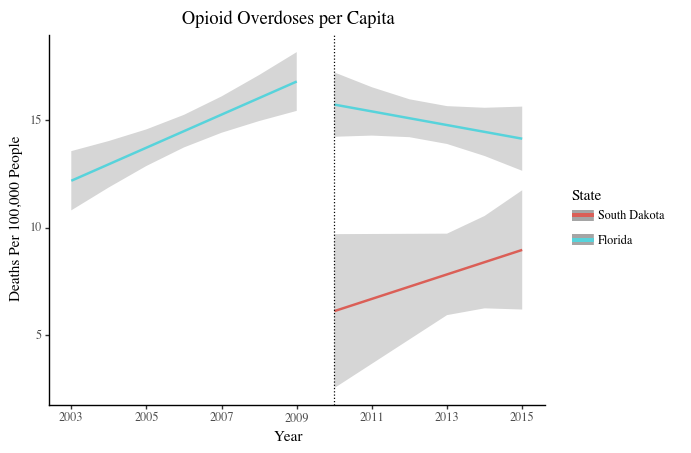 Opioid Overdoses per Capita
Deaths Per 100,000 People
15
10
5
2003 2005 2007 2009 2011 2013 2015
Year
State
South Dakota
Florida